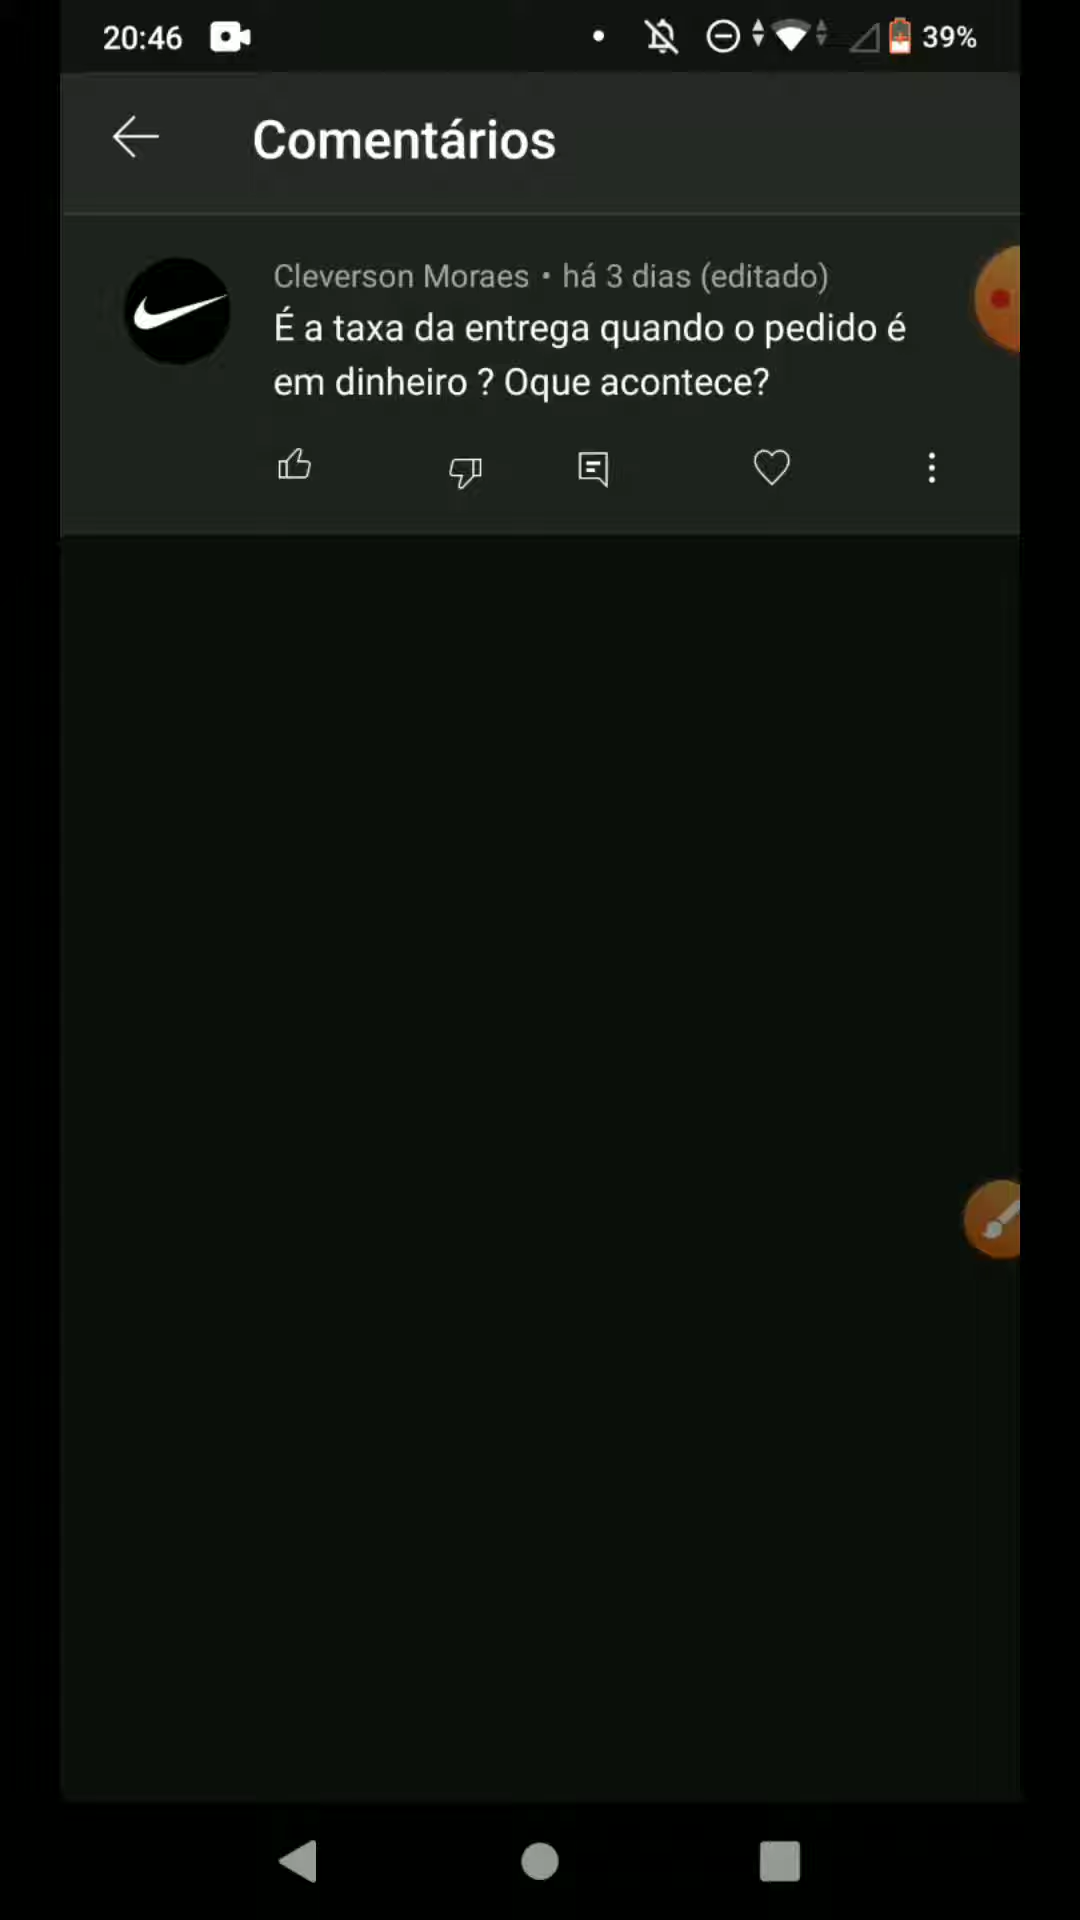 20:46
39%
Comentários
Cleverson Moraes • há 3 dias (editado)
É a taxa da entrega quando o pedido é
em dinheiro ? Oque acontece?